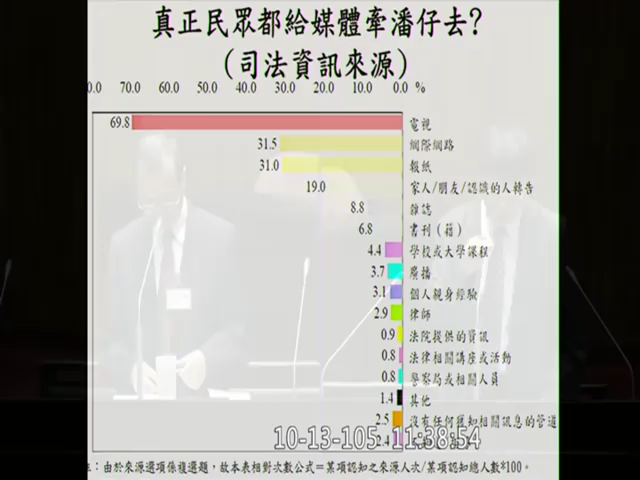 真正民眾都給媒體牽潘仔去?
(司法資訊來源)
0.0 70.0 60.0 50.0 40.0 30.0 20.0 10.0 0.0 %
69.8 電視
31.5 網際網路
31.0 報紙
19.0 家人/朋友/認識的人轉告
8.8 雜誌
6.8 書刊(籍)
4.4 學校或大學課程
3.7 廣播
3.1 個人親身經驗
2.9 律師
0.9 法院提供的資訊
0.8 法律相關講座或活動
0.8 警察局或相關人員
1.4 其他
2.5 沒有任何獲知相關訊息的管道
2.4
10-13-105 11:38:54
:由於來源選項係複選題,故本表相對次數公式=某項認知之來源人次/某項認知總人數*100。